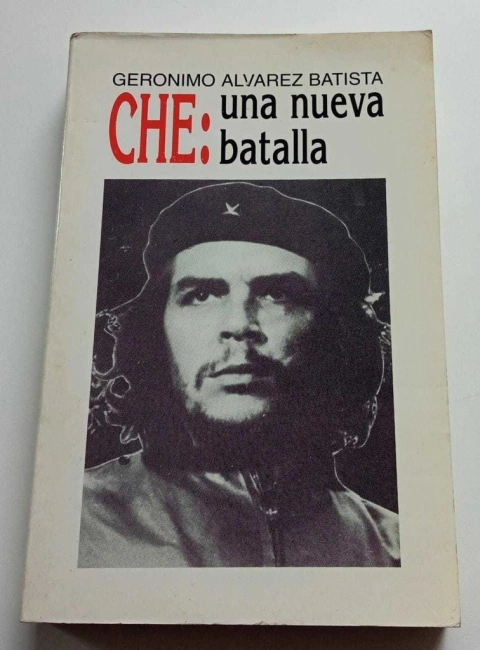 GERONIMO ALVAREZ BATISTA
CHE: una nueva
batalla